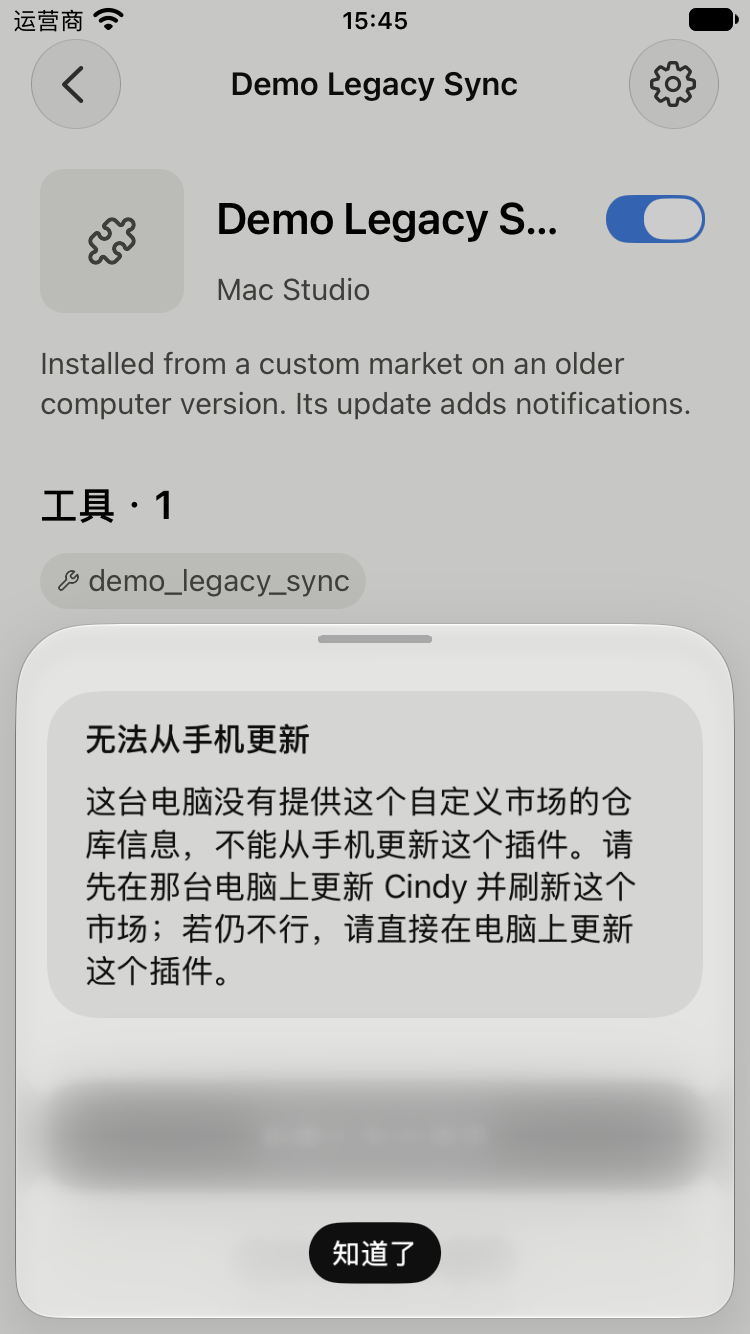 运营商
15:45
Demo Legacy Sync
Demo Legacy S...
Mac Studio
Installed from a custom market on an older
computer version. Its update adds notifications.
工具 · 1
demo_legacy_sync
无法从手机更新
这台电脑没有提供这个自定义市场的仓
库信息，不能从手机更新这个插件。请
先在那台电脑上更新 Cindy 并刷新这个
市场；若仍不行，请直接在电脑上更新
这个插件。
知道了